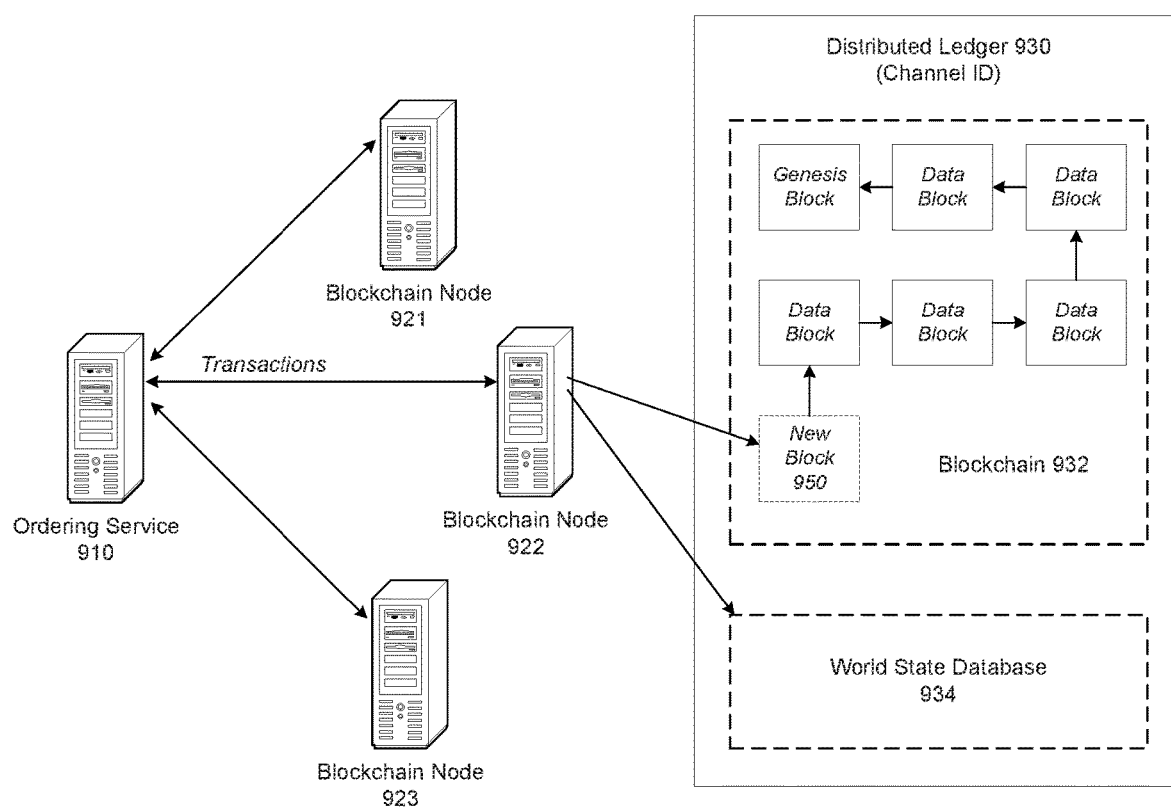 Distributed Ledger 930
(Channel ID)
Genesis
Block
Data
Block
Data
Block
Blockchain Node
921
Data
Block
Data
Block
Data
Block
Transactions
New
Block
950
Blockchain 932
Ordering Service
910
Blockchain Node
922
World State Database
934
Blockchain Node
923